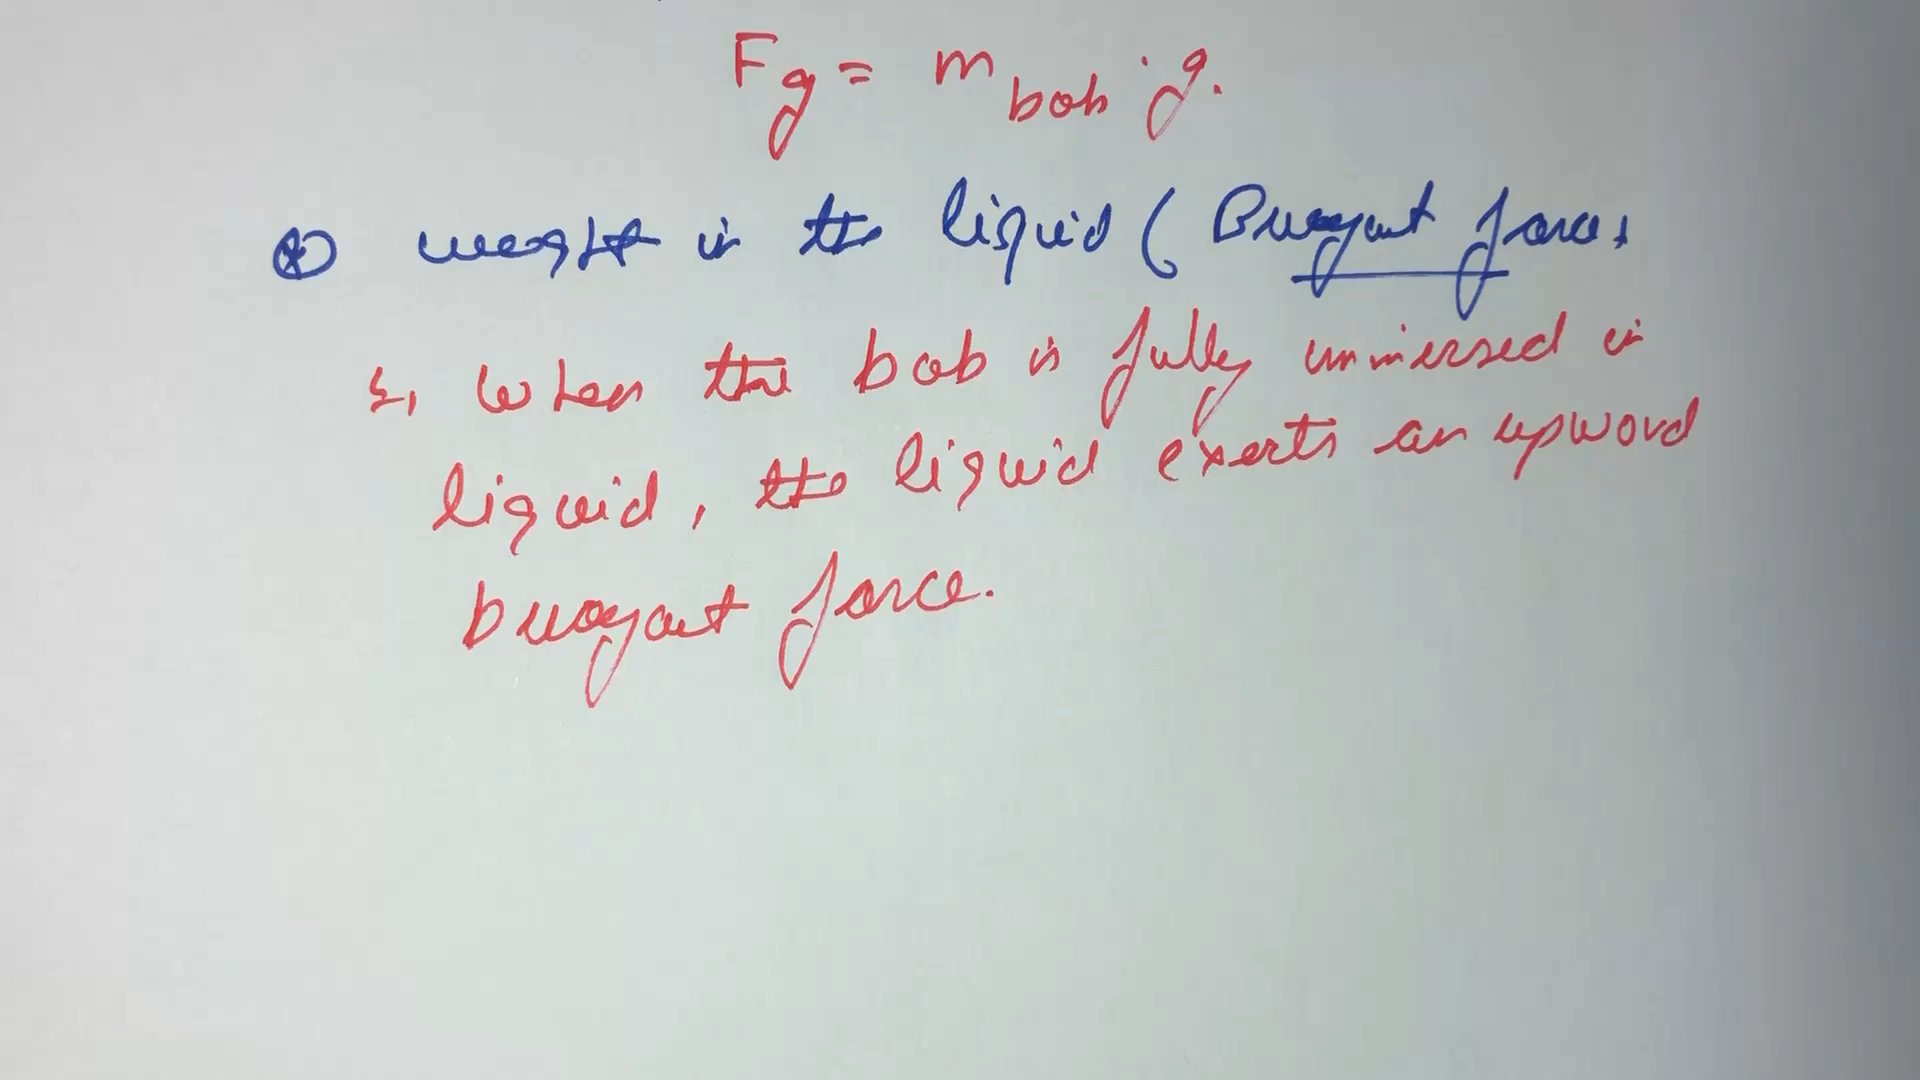 Fg = m bob · g.
⊛ weight in the liquid ( Buoyant force,
↳, When the bob is fully immersed in
liquid, the liquid exerts an upword
buoyant force.